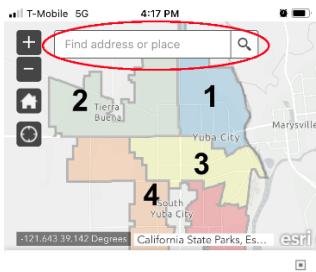 T-Mobile 5G 4:17 PM
+ Find address or place
−
2 1
Tierra
Buena
Marysville
Yuba City
3
4
South
Yuba City
-121.643 39.142 Degrees California State Parks, Es... esri